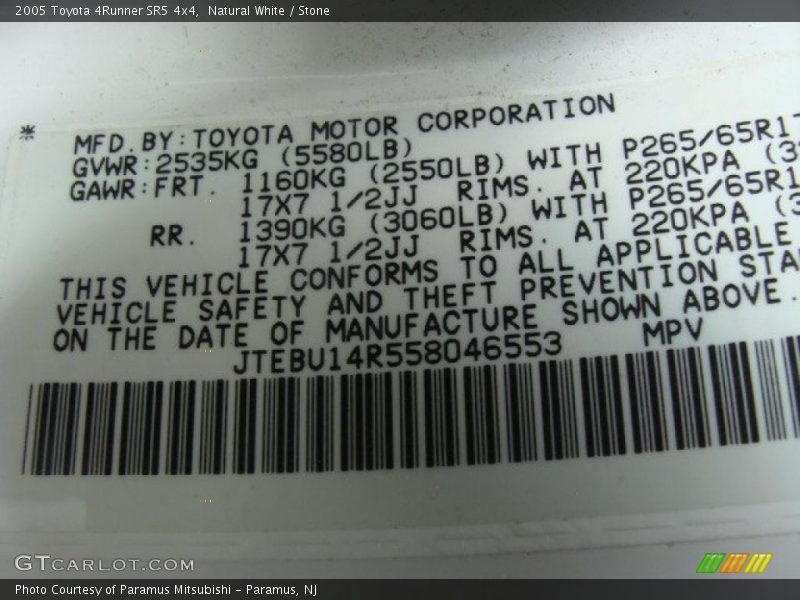 2005 Toyota 4Runner SR5 4x4, Natural White / Stone
MFD. BY: TOYOTA MOTOR CORPORATION
GVWR: 2535KG (5580LB)
GAWR: FRT. 1160KG (2550LB) WITH P265/65R17
17X7 1/2JJ RIMS. AT 220KPA (3
RR. 1390KG (3060LB) WITH P265/65R1
17X7 1/2JJ RIMS. AT 220KPA (3
THIS VEHICLE CONFORMS TO ALL APPLICABLE
VEHICLE SAFETY AND THEFT PREVENTION STA
ON THE DATE OF MANUFACTURE SHOWN ABOVE.
JTEBU14R558046553 MPV
GTCARLOT.COM
Photo Courtesy of Paramus Mitsubishi - Paramus, NJ